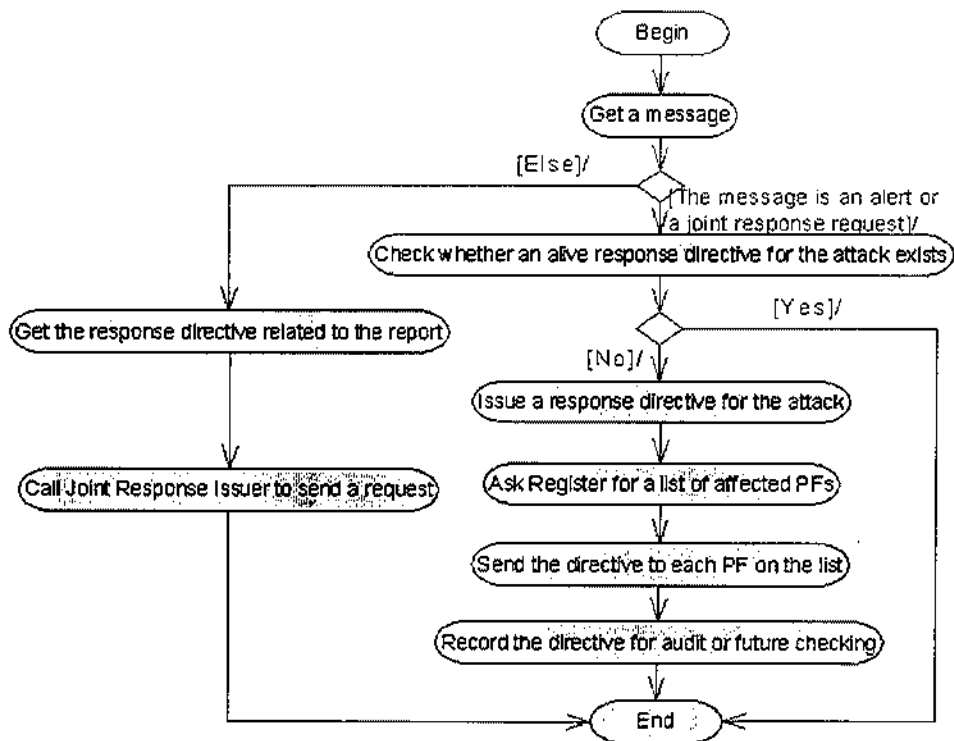 Begin
Get a message
[Else]/
[The message is an alert or
a joint response request]/
Check whether an alive response directive for the attack exists
[Yes]/
Get the response directive related to the report
[No]/
Issue a response directive for the attack
Call Joint Response Issuer to send a request
Ask Register for a list of affected PFs
Send the directive to each PF on the list
Record the directive for audit or future checking
End